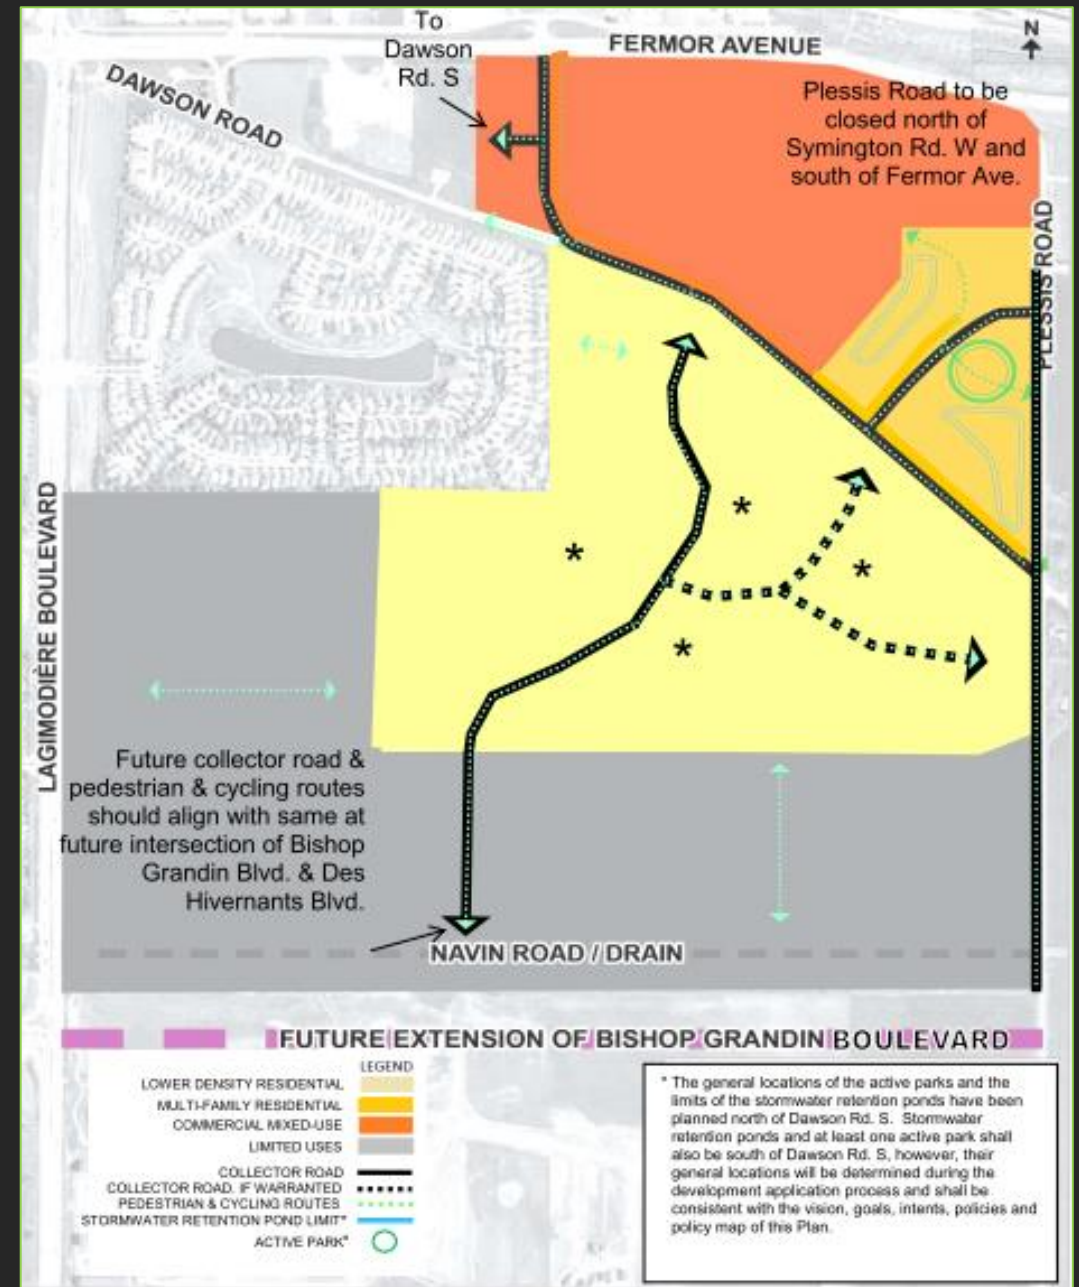 To
Dawson
Rd. S
FERMOR AVENUE
N
DAWSON ROAD
Plessis Road to be
closed north of
Symington Rd. W and
south of Fermor Ave.
PLESSIS ROAD
*
*
*
*
LAGIMODIÈRE BOULEVARD
Future collector road &
pedestrian & cycling routes
should align with same at
future intersection of Bishop
Grandin Blvd. & Des
Hivernants Blvd.
NAVIN ROAD / DRAIN
FUTURE EXTENSION OF BISHOP GRANDIN BOULEVARD
LEGEND
LOWER DENSITY RESIDENTIAL
MULTI-FAMILY RESIDENTIAL
COMMERCIAL MIXED-USE
LIMITED USES
COLLECTOR ROAD
COLLECTOR ROAD. IF WARRANTED
PEDESTRIAN & CYCLING ROUTES
STORMWATER RETENTION POND LIMIT*
ACTIVE PARK*
* The general locations of the active parks and the
limits of the stormwater retention ponds have been
planned north of Dawson Rd. S. Stormwater
retention ponds and at least one active park shall
also be south of Dawson Rd. S, however, their
general locations will be determined during the
development application process and shall be
consistent with the vision, goals, intents, policies and
policy map of this Plan.